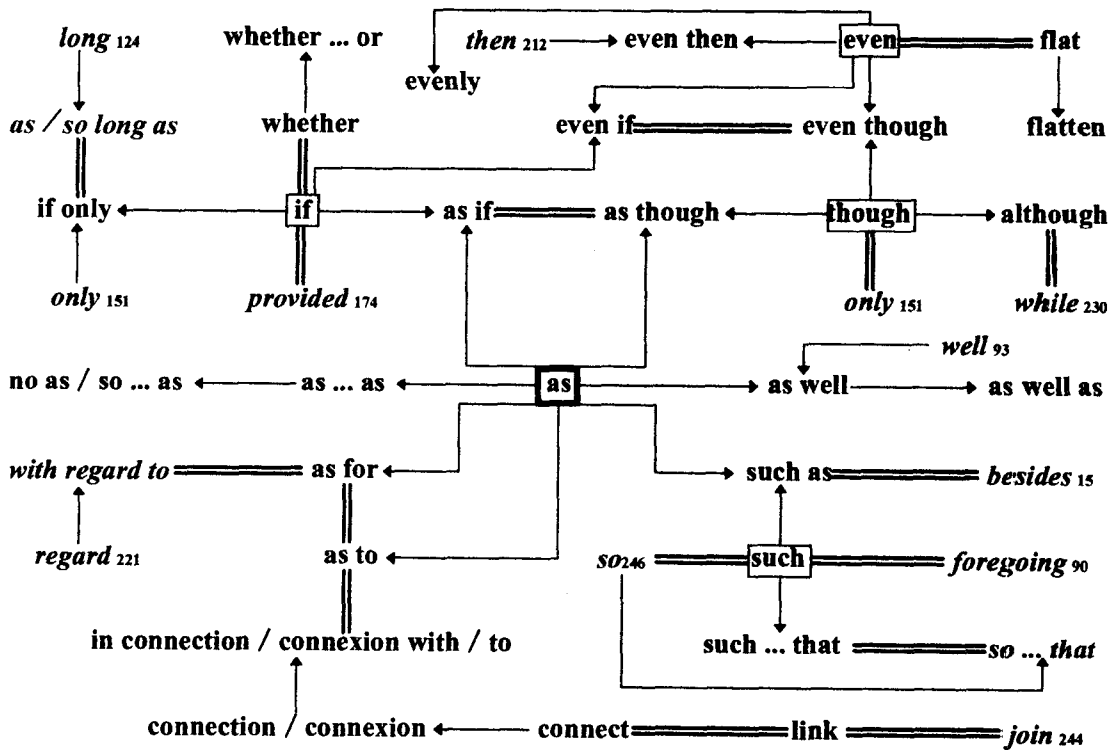 long 124 whether ... or then 212 even then even flat
evenly
as / so long as whether even if even though flatten
if only if as if as though though although
only 151 provided 174 only 151 while 230
well 93
no as / so ... as as ... as as as well as well as
with regard to as for such as besides 15
regard 221 as to so 246 such foregoing 90
in connection / connexion with / to such ... that so ... that
connection / connexion connect link join 244